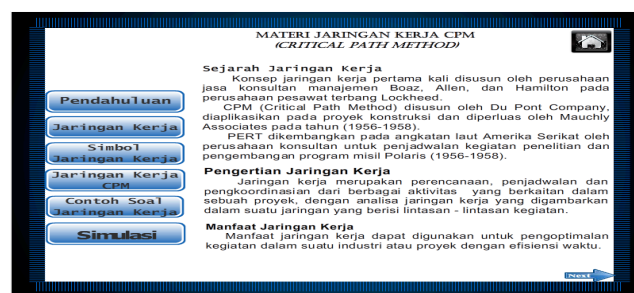 MATERI JARINGAN KERJA CPM
(CRITICAL PATH METHOD)
Sejarah Jaringan Kerja
Konsep jaringan kerja pertama kali disusun oleh perusahaan
jasa konsultan manajemen Boaz, Allen, dan Hamilton pada
perusahaan pesawat terbang Lockheed.
CPM (Critical Path Method) disusun oleh Du Pont Company,
diaplikasikan pada proyek konstruksi dan diperluas oleh Mauchly
Associates pada tahun (1956-1958).
PERT dikembangkan pada angkatan laut Amerika Serikat oleh
perusahaan konsultan untuk penjadwalan kegiatan penelitian dan
pengembangan program misil Polaris (1956-1958).
Pengertian Jaringan Kerja
Jaringan kerja merupakan perencanaan, penjadwalan dan
pengkoordinasian dari berbagai aktivitas yang berkaitan dalam
sebuah proyek, dengan analisa jaringan kerja yang digambarkan
dalam suatu jaringan yang berisi lintasan - lintasan kegiatan.
Manfaat Jaringan Kerja
Manfaat jaringan kerja dapat digunakan untuk pengoptimalan
kegiatan dalam suatu industri atau proyek dengan efisiensi waktu.
Pendahuluan
Jaringan Kerja
Simbol
Jaringan Kerja
Jaringan Kerja
CPM
Contoh Soal
Jaringan Kerja
Simulasi
Next